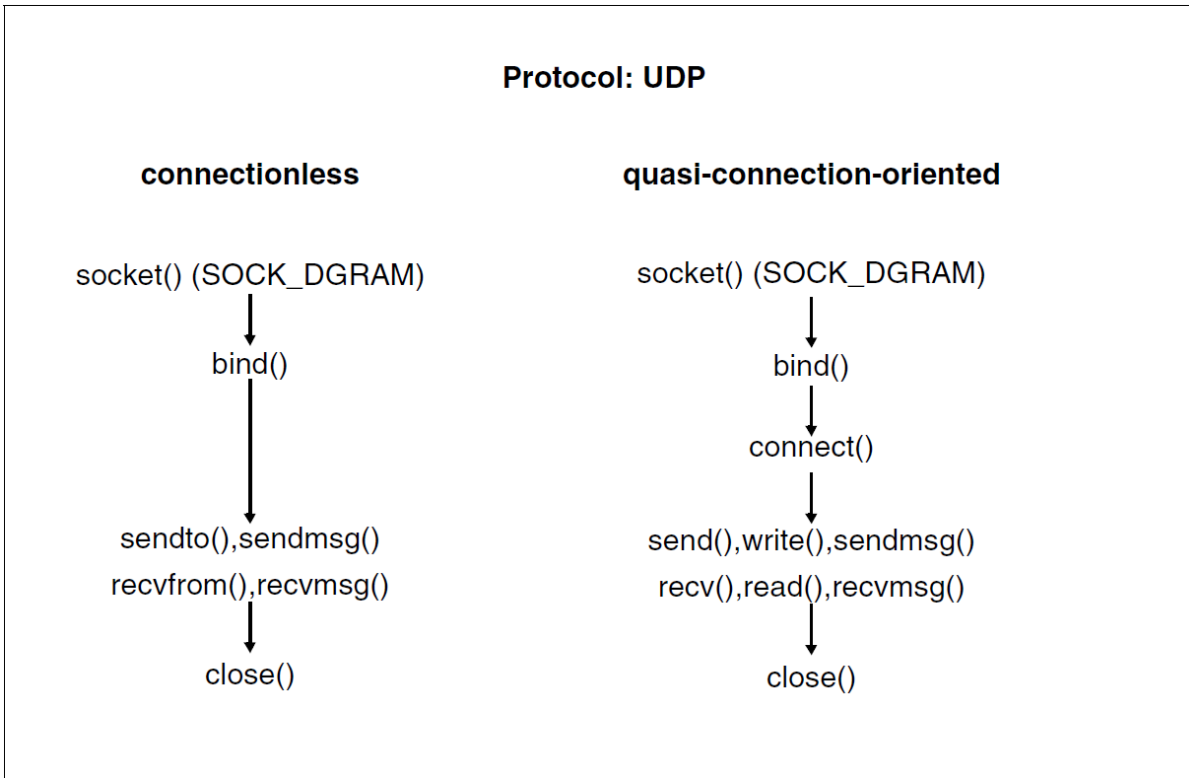 Protocol: UDP
connectionless
socket() (SOCK_DGRAM)
bind()
sendto(),sendmsg()
recvfrom(),recvmsg()
close()
quasi-connection-oriented
socket() (SOCK_DGRAM)
bind()
connect()
send(),write(),sendmsg()
recv(),read(),recvmsg()
close()